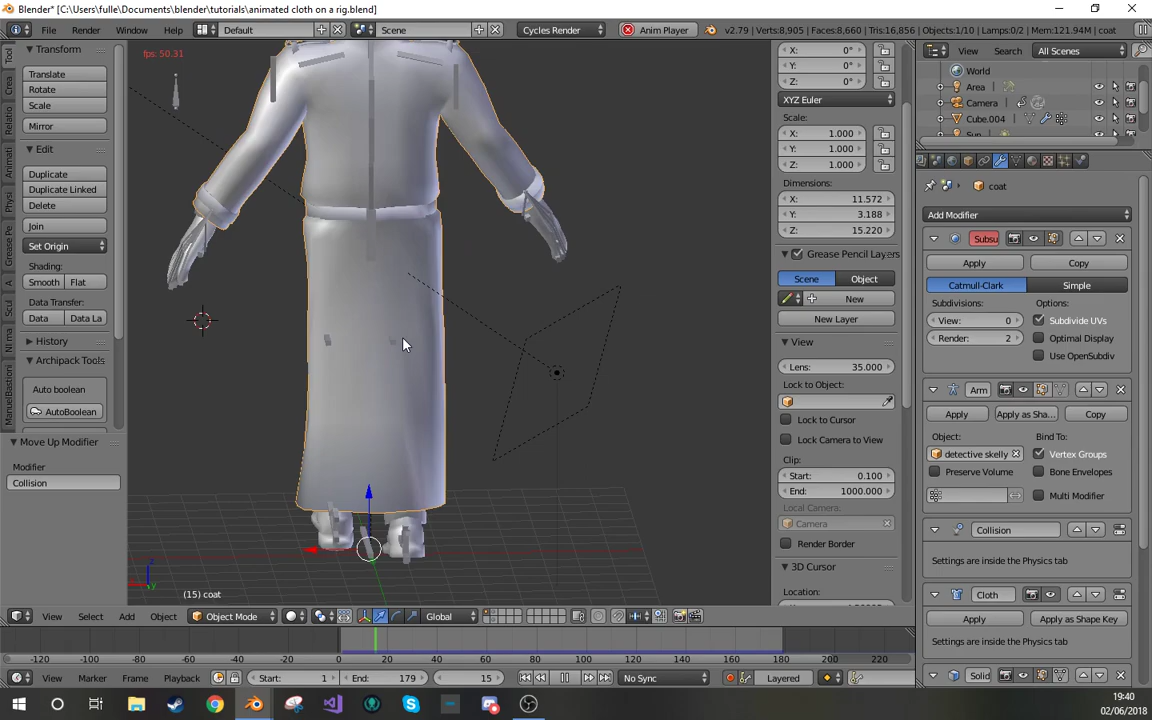 Blender* [C:\Users\fulle\Documents\blender\tutorials\animated cloth on a rig.blend]
File Render Window Help Default Scene Cycles Render Anim Player v2.79 | Verts:8,905 | Faces:8,660 | Tris:16,856 | Objects:1/10 | Lamps:0/2 | Mem:121.94M | coat
fps: 50.31
Transform
Translate
Rotate
Scale
Mirror
Edit
Duplicate
Duplicate Linked
Delete
Join
Set Origin
Shading:
Smooth Flat
Data Transfer:
Data Data La
History
Archipack Tools
Auto boolean
AutoBoolean
Move Up Modifier
Modifier
Collision
Tool
Crea
Relatio
Animati
Physi
Grease Pe
A
Scul
ManuelBastioni
(15) coat
X: 0°
Y: 0°
Z: 0°
XYZ Euler
Scale:
X: 1.000
Y: 1.000
Z: 1.000
Dimensions:
X: 11.572
Y: 3.188
Z: 15.220
Grease Pencil Layers
Scene Object
New
New Layer
View
Lens: 35.000
Lock to Object:
Lock to Cursor
Lock Camera to View
Clip:
Start: 0.100
End: 1000.000
Local Camera:
Camera
Render Border
3D Cursor
Location:
View Search All Scenes
World
Area
Camera
Cube.004
Sun
coat
Add Modifier
Subsu
Apply Copy
Catmull-Clark Simple
Subdivisions: Options:
View: 0 Subdivide UVs
Render: 2 Optimal Display
Use OpenSubdiv
Arm
Apply Apply as Sha... Copy
Object: Bind To:
detective skelly Vertex Groups
Preserve Volume Bone Envelopes
Multi Modifier
Collision
Settings are inside the Physics tab
Cloth
Apply Apply as Shape Key
Settings are inside the Physics tab
Solid
View Select Add Object Object Mode Global
-120 -100 -80 -60 -40 -20 0 20 40 60 80 100 120 140 160 180 200 220
View Marker Frame Playback Start: 1 End: 179 15 No Sync Layered
19:40
02/06/2018